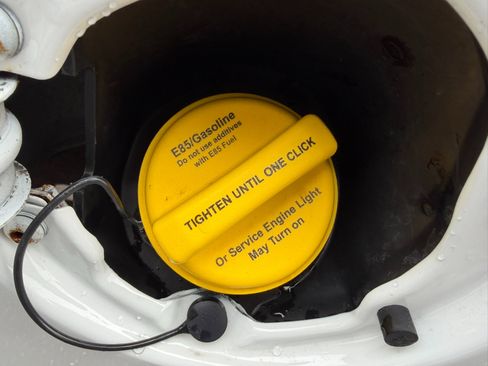 E85/Gasoline
Do not use additives
with E85 Fuel
TIGHTEN UNTIL ONE CLICK
Or Service Engine Light
May Turn on